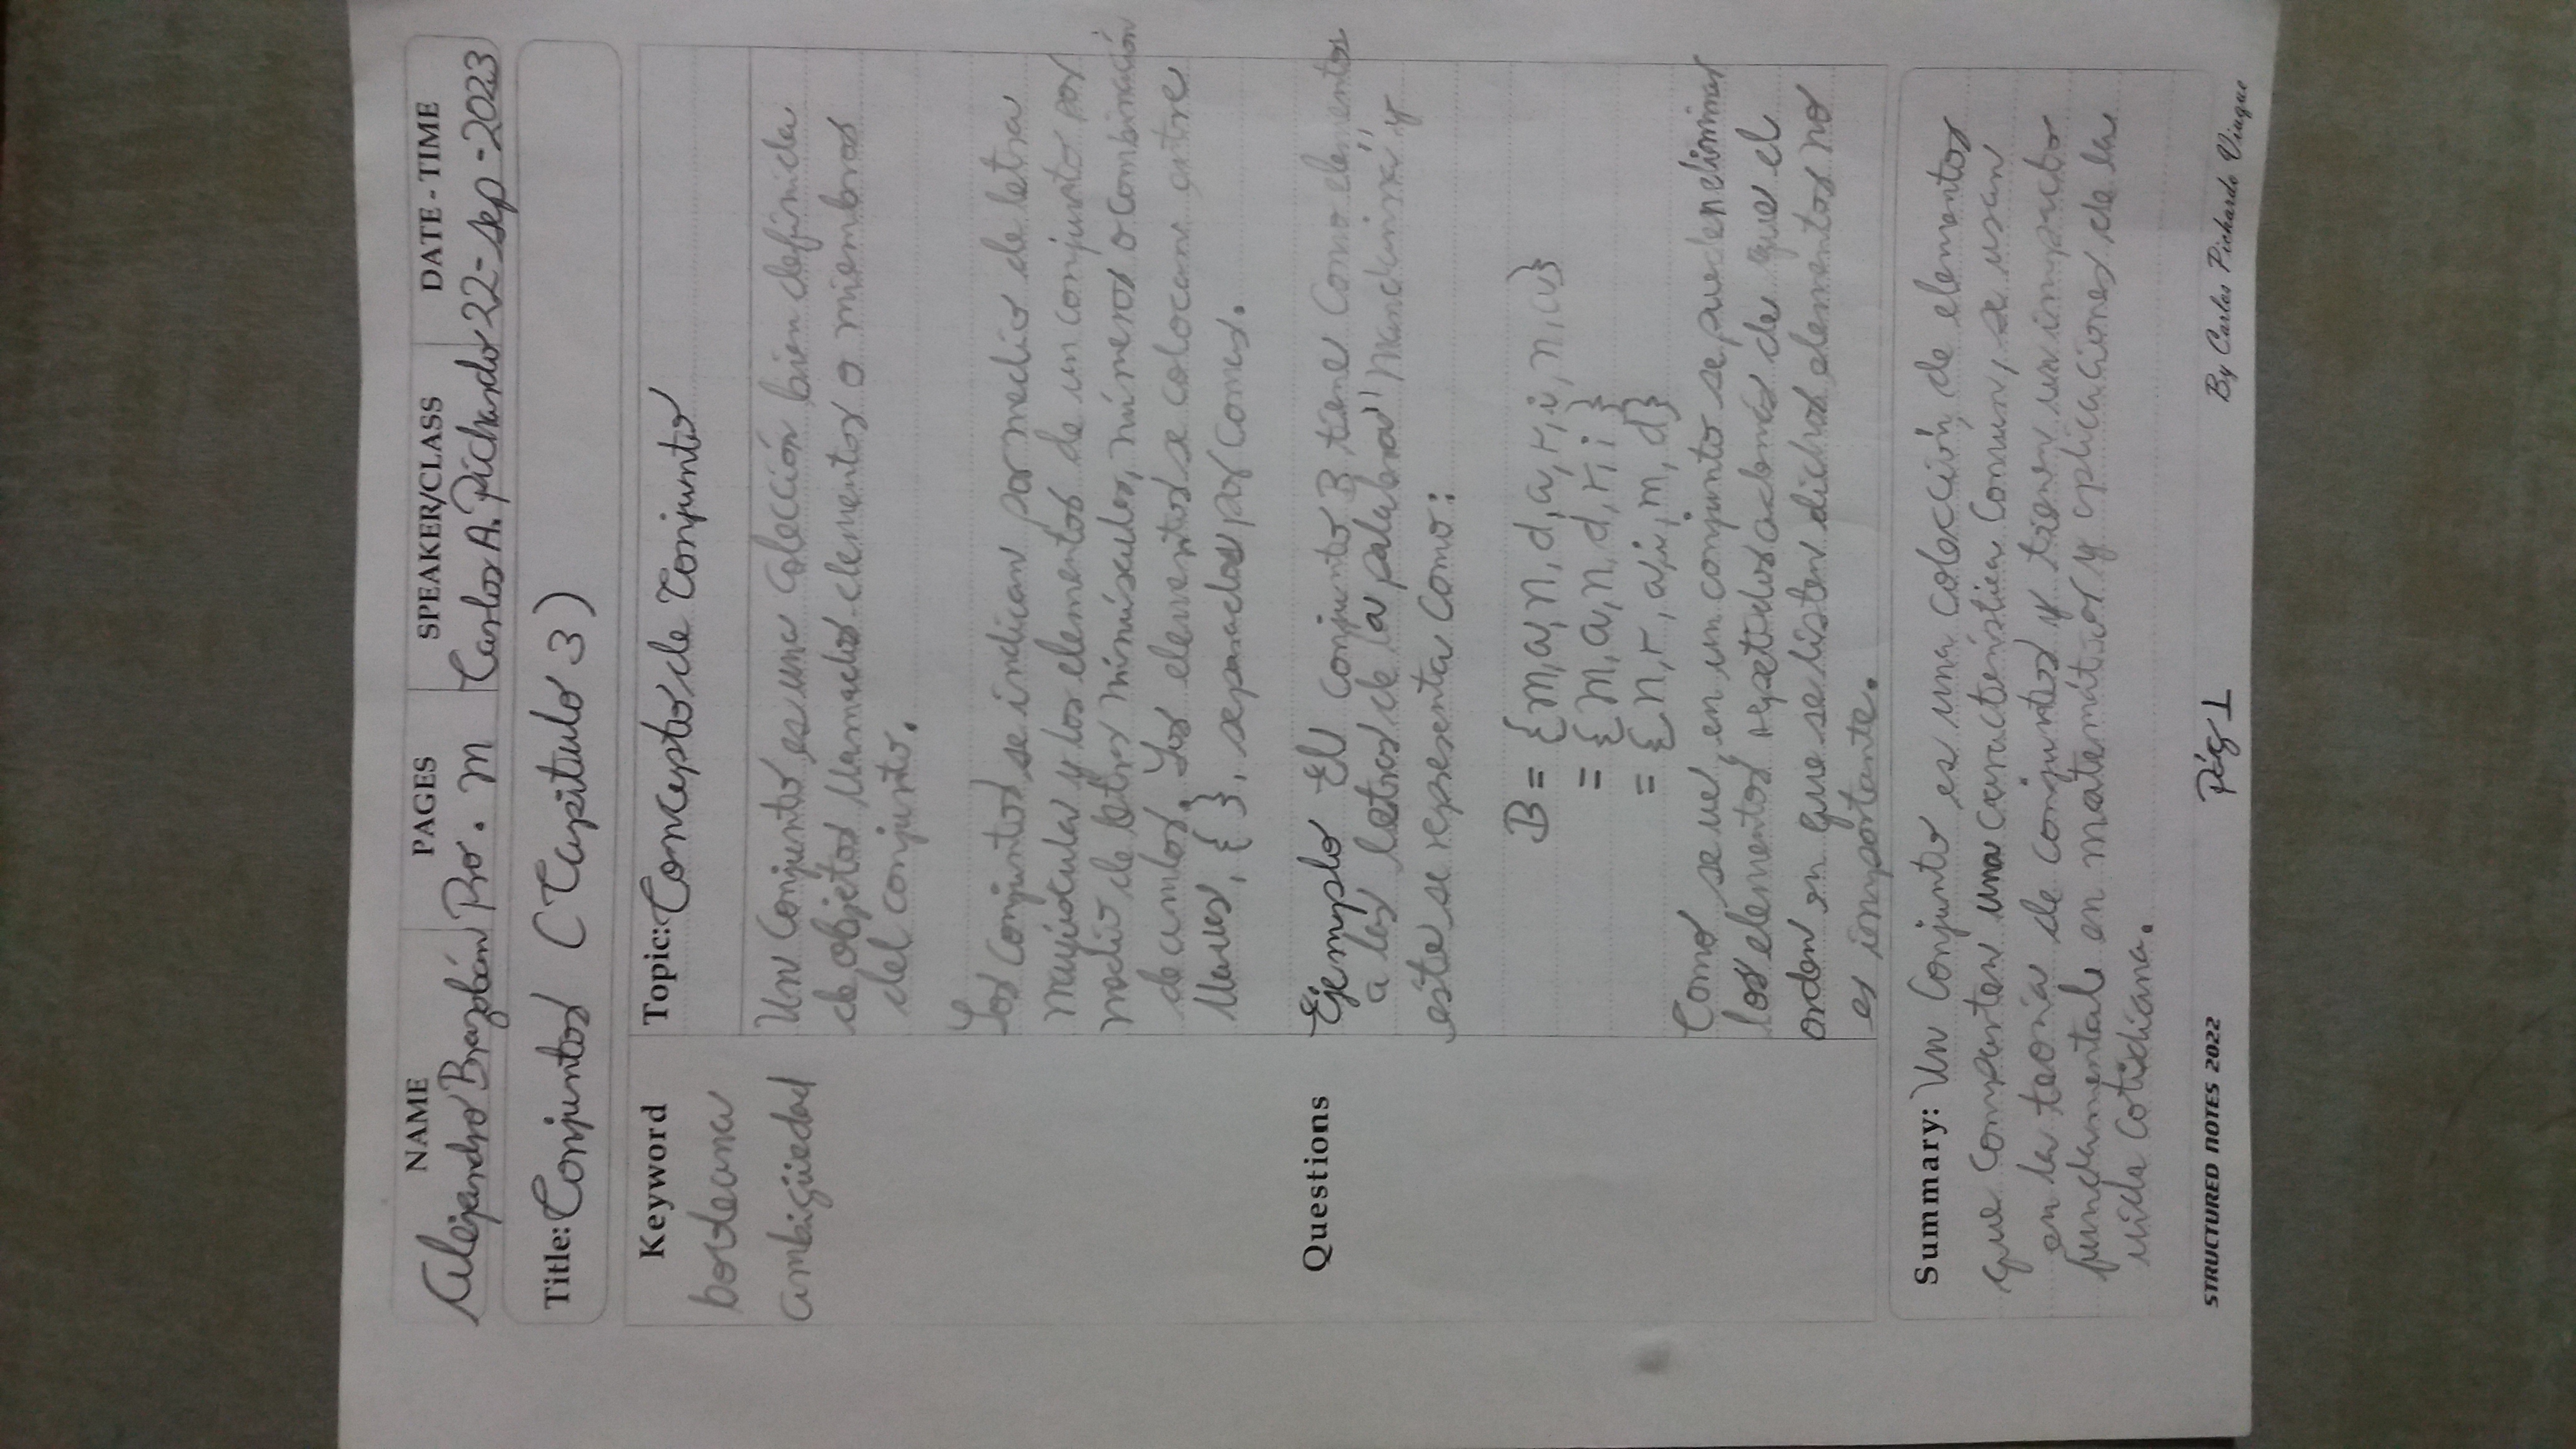 NAME PAGES SPEAKER/CLASS DATE - TIME
Alejandro Brazobán Pro. M Carlos A. Pichardo 22-sep-2023
Title: Conjuntos (Capitulo 3)
Keyword
booleana
ambigüedad
Topic: Concepto de Conjunto
Un Conjunto es una colección bien definida
de objetos llamados elementos o miembros
del conjunto.
Los conjuntos se indican por medio de letra
mayúscula y los elementos de un conjunto por
medio de letras minúsculas, números o combinación
de ambos. Los elementos se colocan entre
llaves, { }, separados por comas.
Questions
Ejemplo El conjunto B tiene como elementos
a las letras de la palabra "mandarina" y
este se representa como:
B = {m, a, n, d, a, r, i, n, a}
= {m, a, n, d, r, i }
= {n, r, a, i, m, d}
Como se ve, en un conjunto se pueden eliminar
los elementos repetidos además de que el
orden en que se listen dichos elementos no
es importante.
Summary: Un Conjunto es una colección de elementos
que comparten una característica común, se usan
en la teoría de conjuntos y tienen un impacto
fundamental en matemáticas y aplicaciones de la
vida cotidiana.
STRUCTURED NOTES 2022 Pág 1 By Carlos Pichardo Viuque